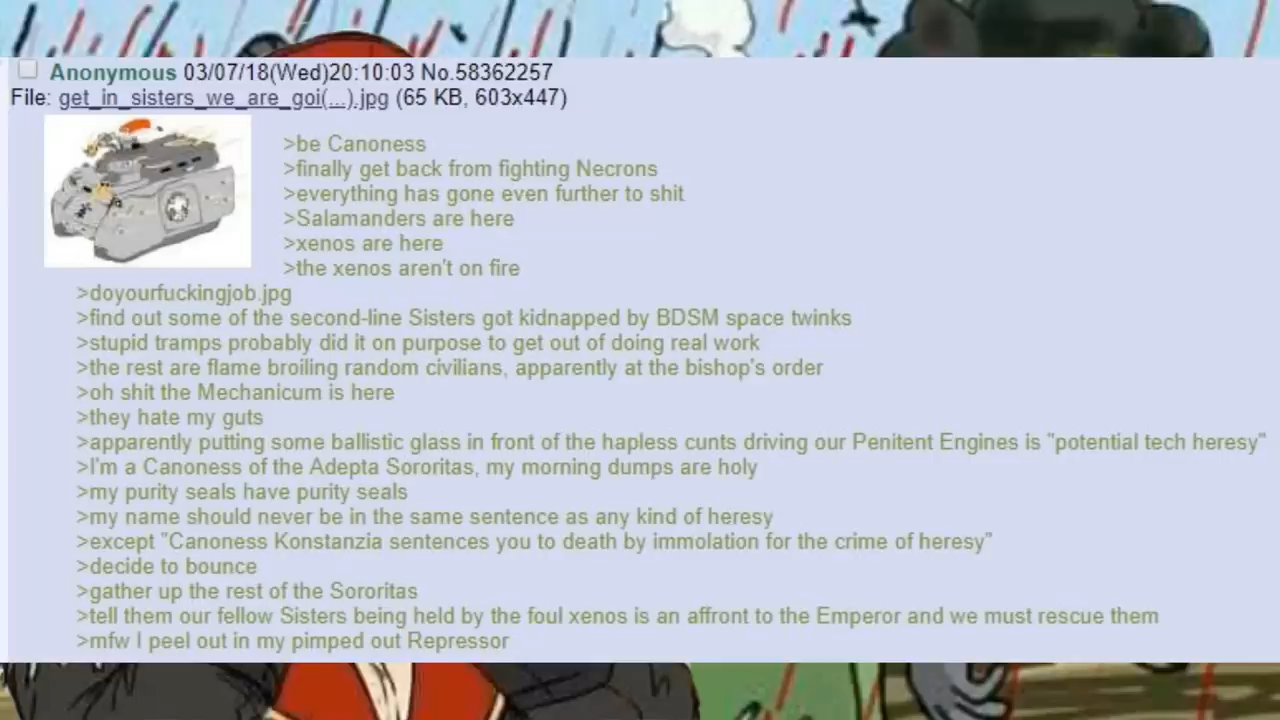 Anonymous 03/07/18(Wed)20:10:03 No.58362257
File: get_in_sisters_we_are_goi(...).jpg (65 KB, 603x447)
>be Canoness
>finally get back from fighting Necrons
>everything has gone even further to shit
>Salamanders are here
>xenos are here
>the xenos aren't on fire
>doyourfuckingjob.jpg
>find out some of the second-line Sisters got kidnapped by BDSM space twinks
>stupid tramps probably did it on purpose to get out of doing real work
>the rest are flame broiling random civilians, apparently at the bishop's order
>oh shit the Mechanicum is here
>they hate my guts
>apparently putting some ballistic glass in front of the hapless cunts driving our Penitent Engines is "potential tech heresy"
>I'm a Canoness of the Adepta Sororitas, my morning dumps are holy
>my purity seals have purity seals
>my name should never be in the same sentence as any kind of heresy
>except "Canoness Konstanzia sentences you to death by immolation for the crime of heresy"
>decide to bounce
>gather up the rest of the Sororitas
>tell them our fellow Sisters being held by the foul xenos is an affront to the Emperor and we must rescue them
>mfw I peel out in my pimped out Repressor